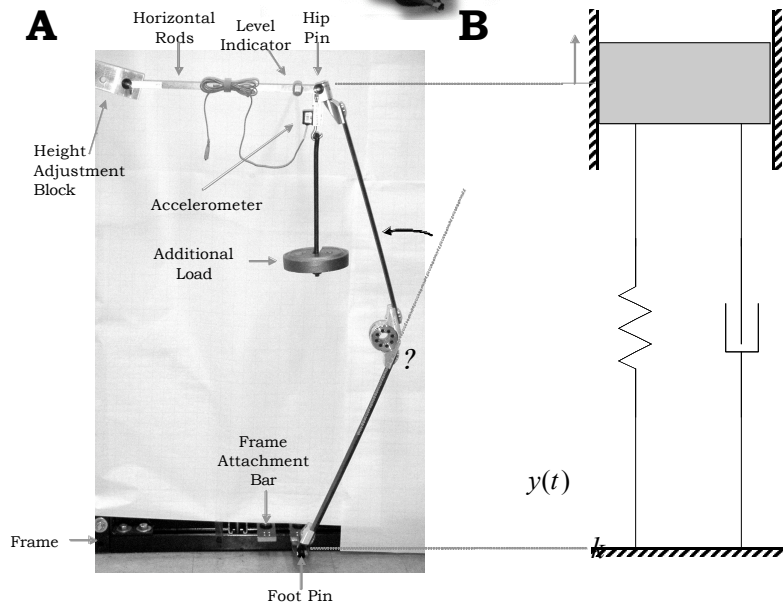 A
Horizontal
Rods
Level
Indicator
Hip
Pin
B
Height
Adjustment
Block
Accelerometer
Additional
Load
?
Frame
Attachment
Bar
y(t)
Frame
k
Foot Pin